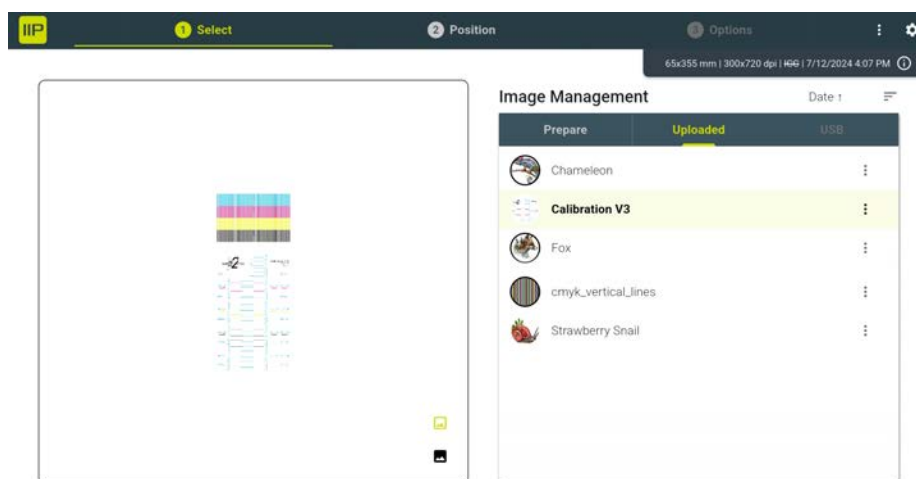 IIP
1 Select
2 Position
3 Options
65x355 mm | 300x720 dpi | ICC | 7/12/2024 4:07 PM
Image Management
Date ↑
Prepare
Uploaded
USB
Chameleon
Calibration V3
Fox
cmyk_vertical_lines
Strawberry Snail